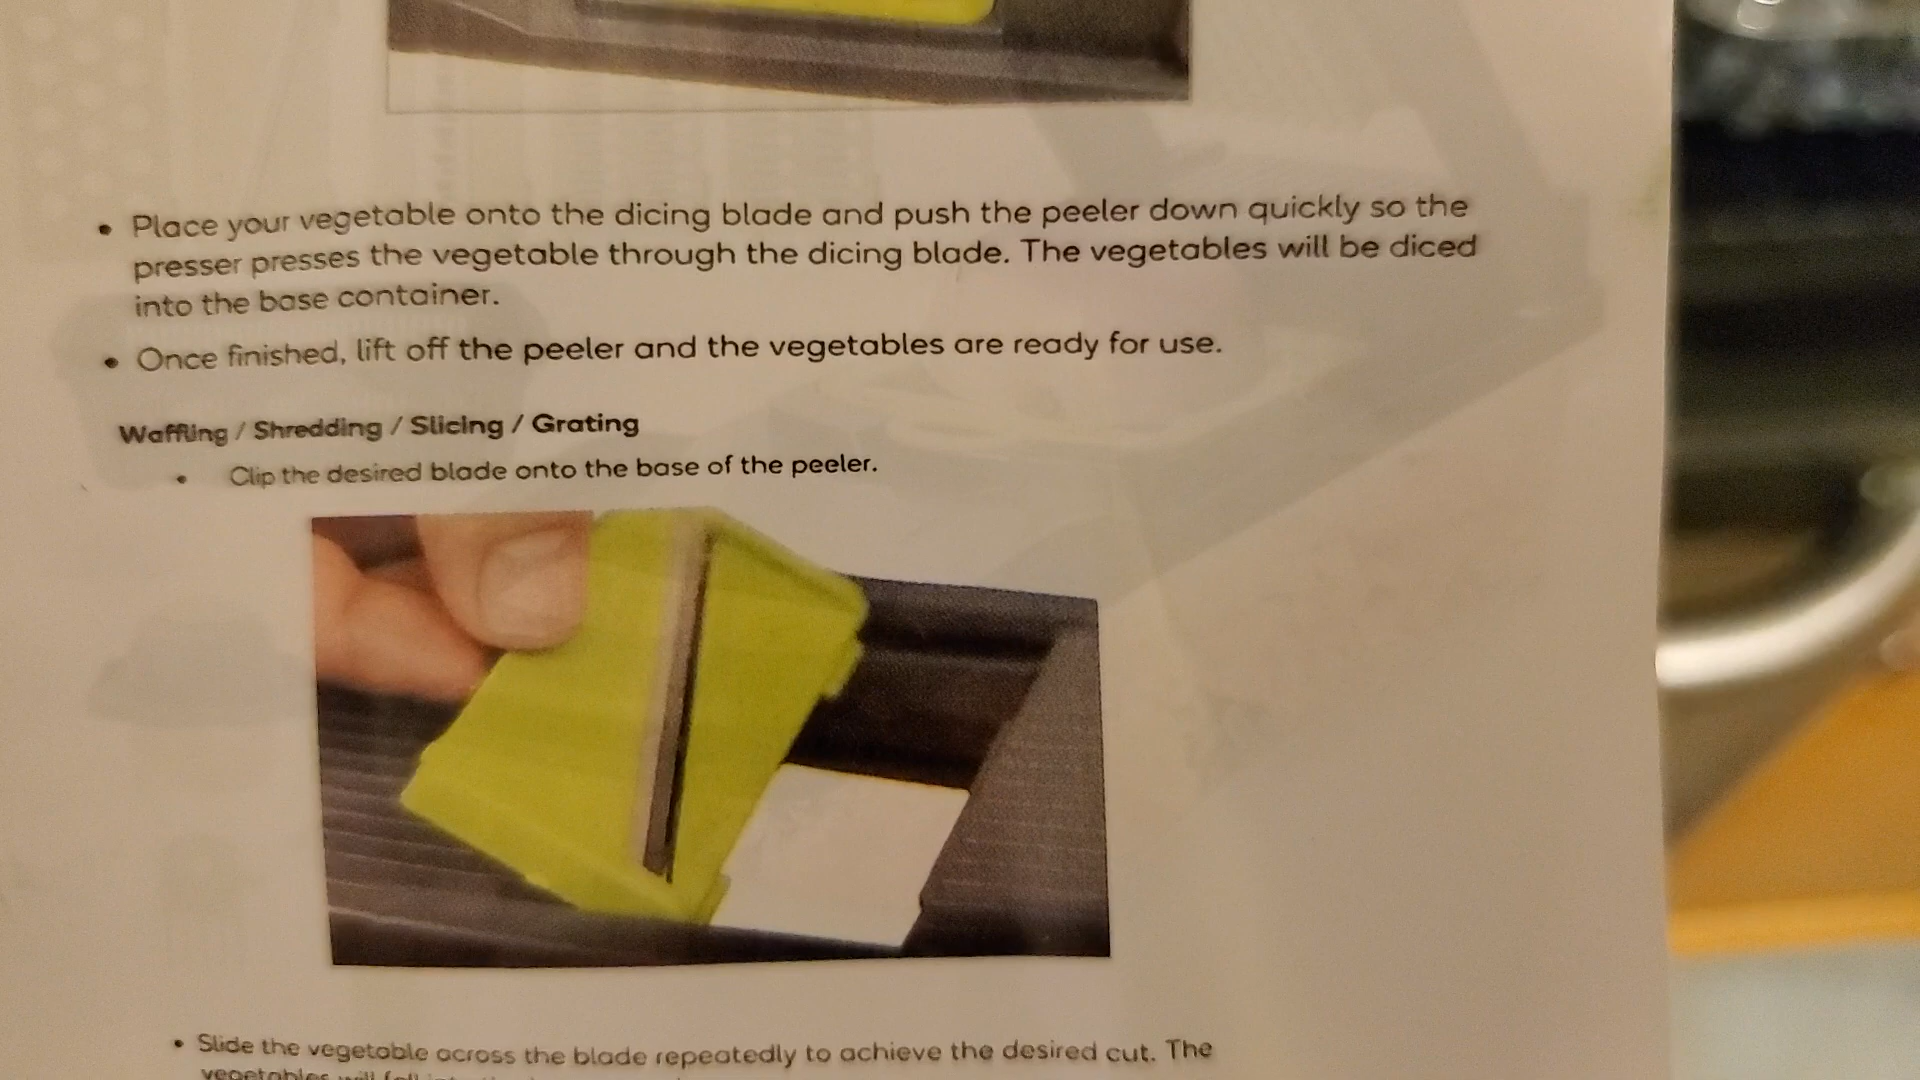 • Place your vegetable onto the dicing blade and push the peeler down quickly so the
presser presses the vegetable through the dicing blade. The vegetables will be diced
into the base container.
• Once finished, lift off the peeler and the vegetables are ready for use.
Waffling / Shredding / Slicing / Grating
• Clip the desired blade onto the base of the peeler.
• Slide the vegetable across the blade repeatedly to achieve the desired cut. The
vegetables will fall